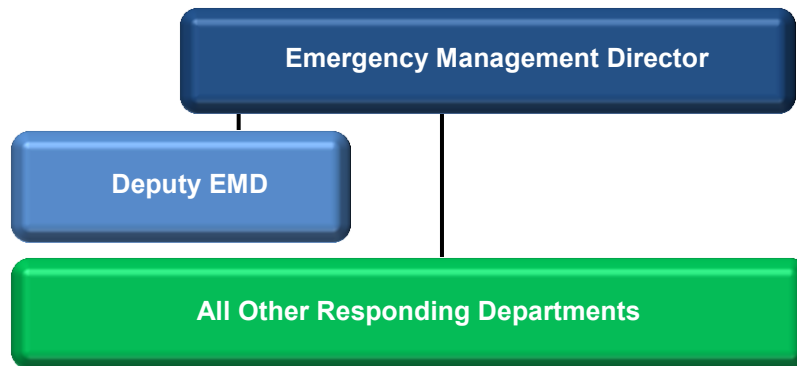 Emergency Management Director
Deputy EMD
All Other Responding Departments